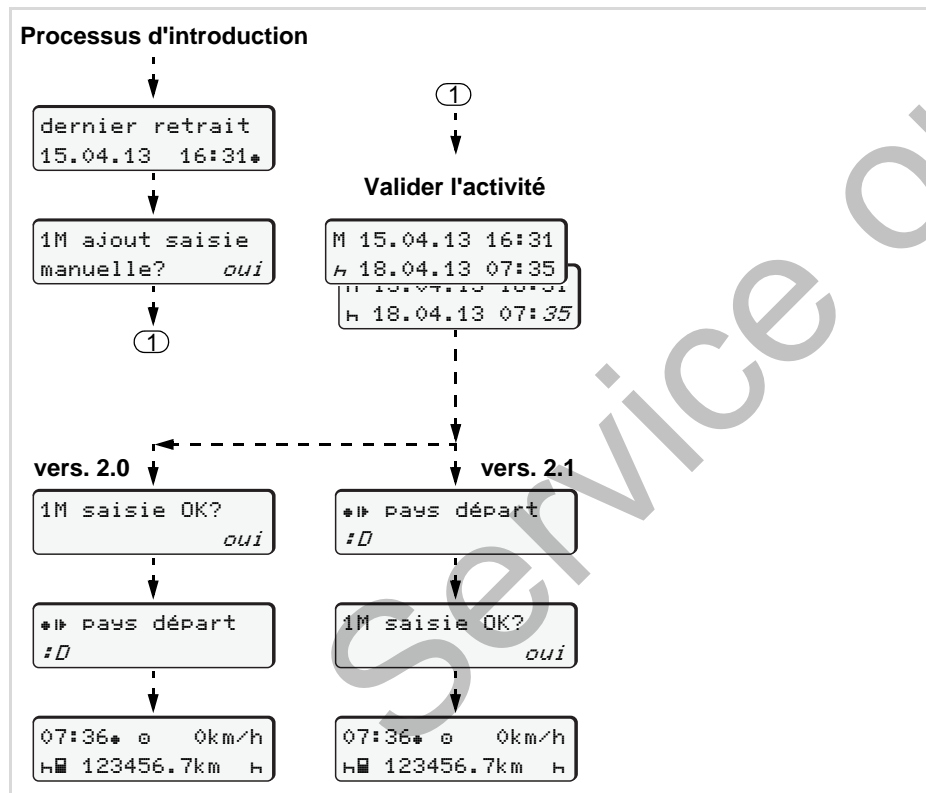 Processus d'introduction
dernier retrait
15.04.13 16:31
1M ajout saisie
manuelle? oui
1
1
Valider l'activité
M 15.04.13 16:31
18.04.13 07:35
18.04.13 07:35
vers. 2.0
1M saisie OK?
oui
pays départ
:D
07:36 0km/h
123456.7km
vers. 2.1
pays départ
:D
1M saisie OK?
oui
07:36 0km/h
123456.7km
Service